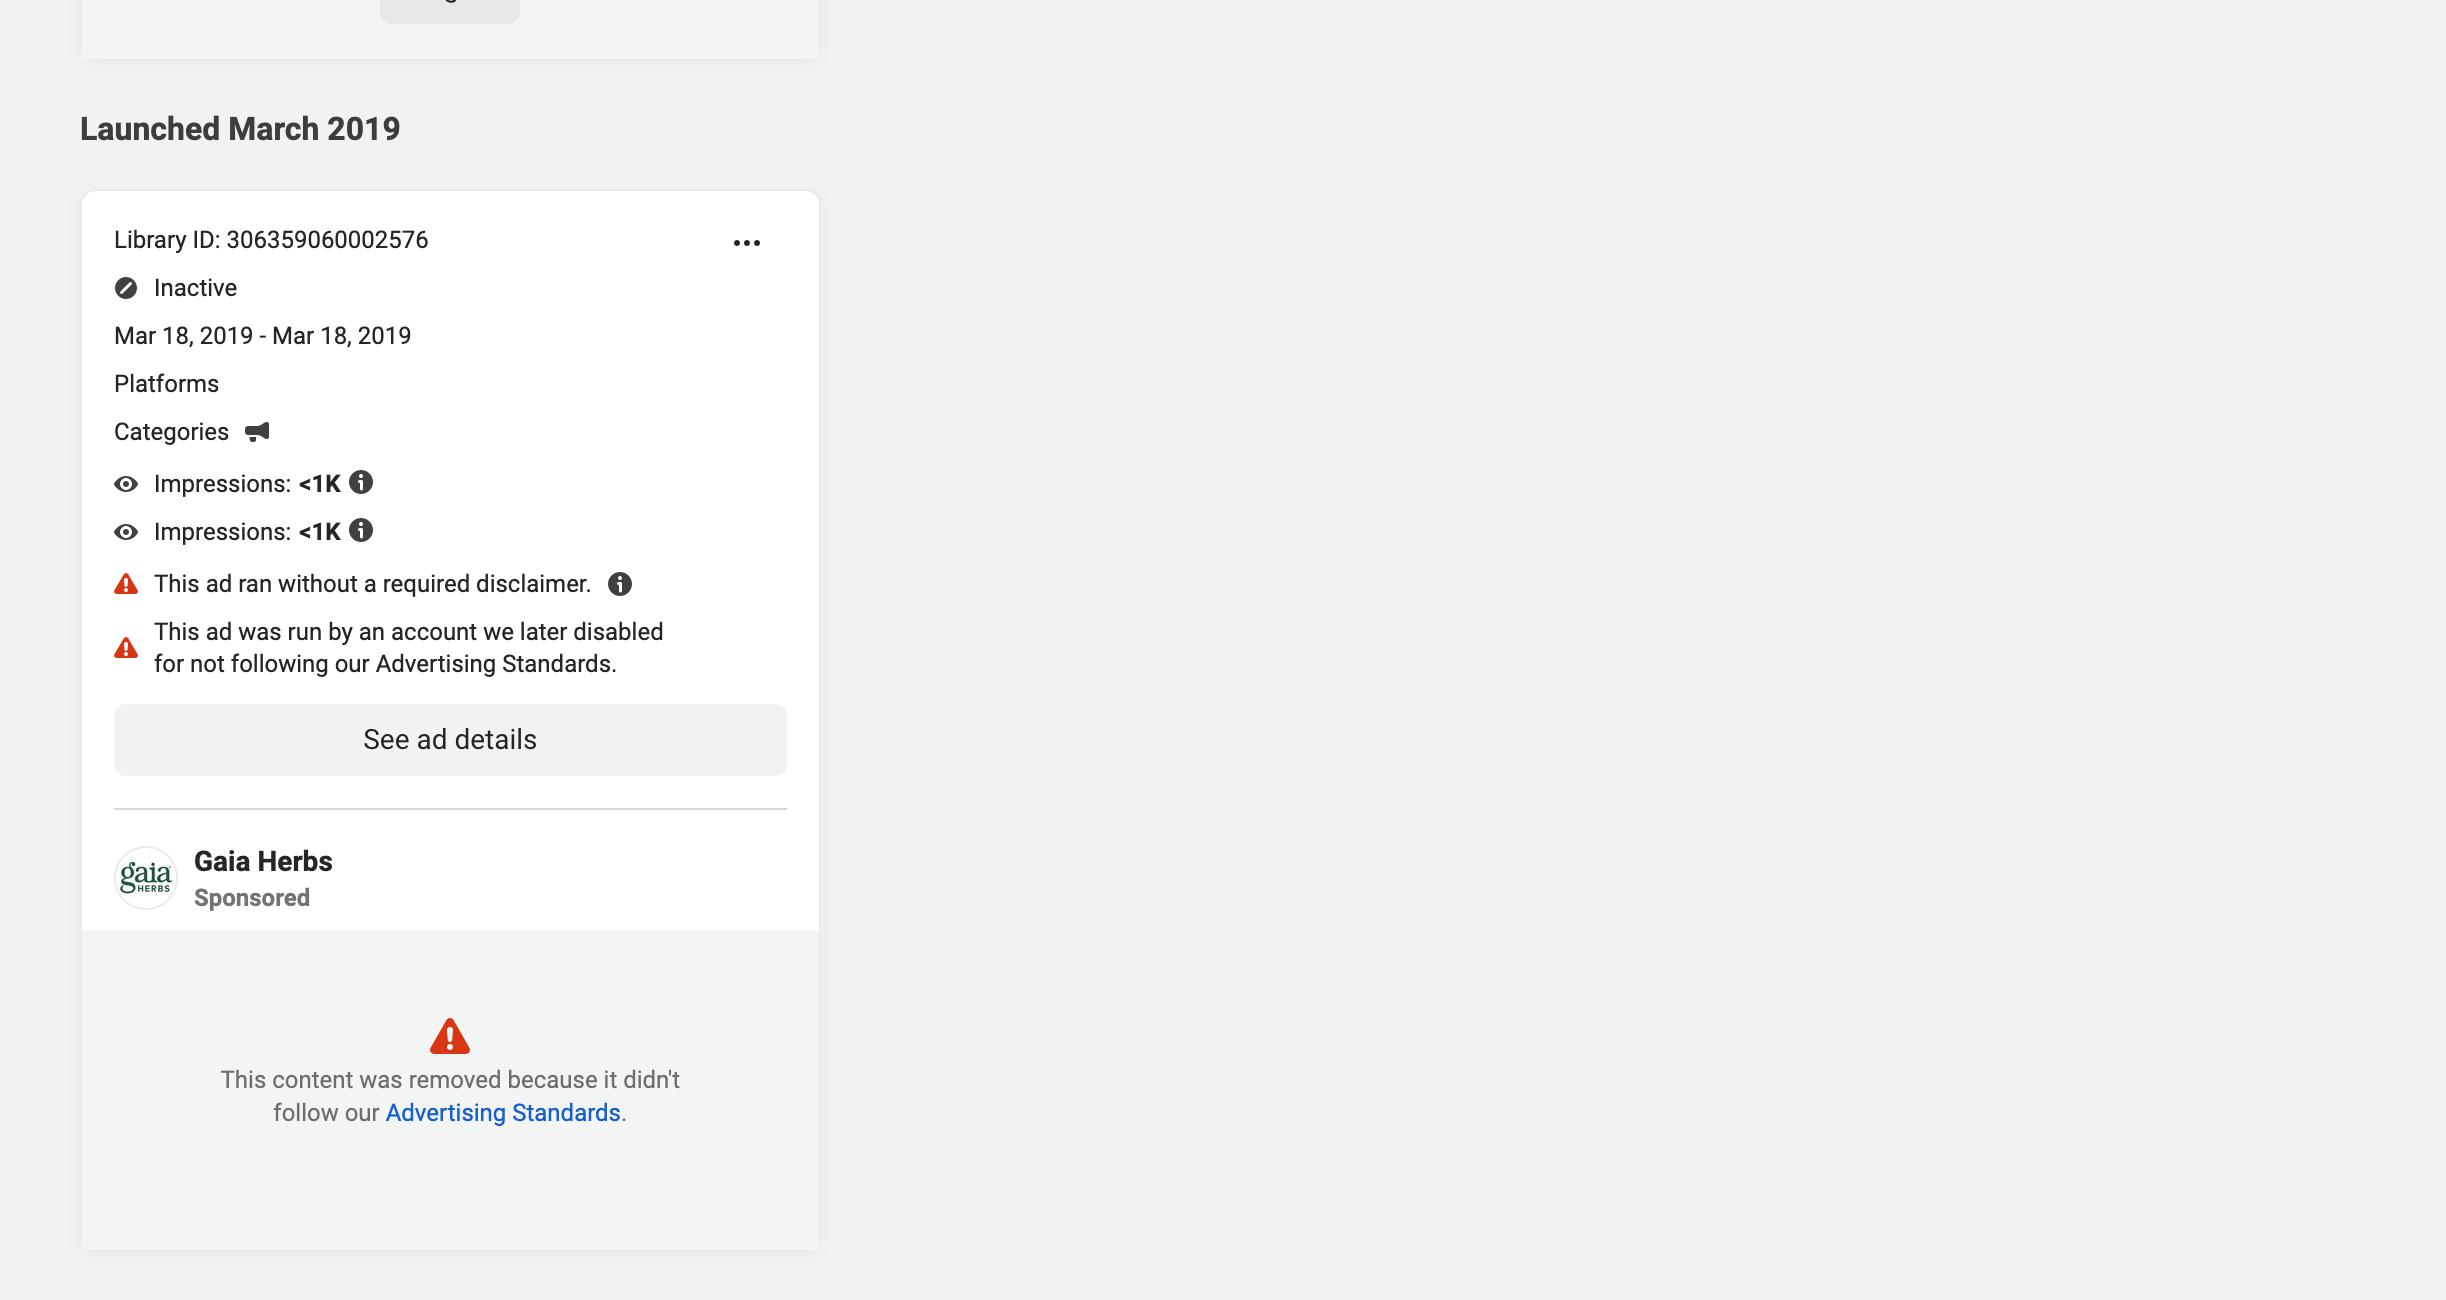 Launched March 2019
Library ID: 306359060002576
Inactive
Mar 18, 2019 - Mar 18, 2019
Platforms
Categories
Impressions: <1K
Impressions: <1K
This ad ran without a required disclaimer.
This ad was run by an account we later disabled
for not following our Advertising Standards.
See ad details
gaia
HERBS
Gaia Herbs
Sponsored
This content was removed because it didn't
follow our Advertising Standards.